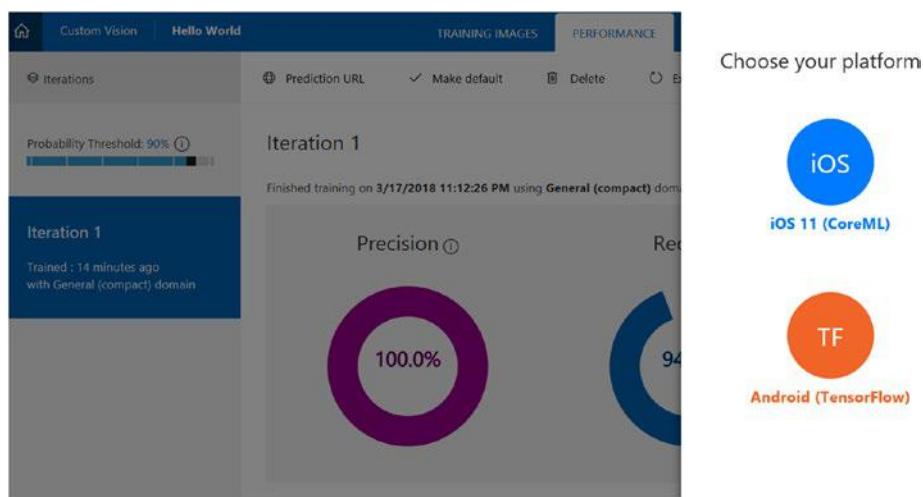 Custom Vision Hello World TRAINING IMAGES PERFORMANCE
Iterations Prediction URL Make default Delete
Probability Threshold: 90%
Iteration 1
Finished training on 3/17/2018 11:12:26 PM using General (compact)
Iteration 1
Trained : 14 minutes ago
with General (compact) domain
Precision
100.0%
94
Choose your platform
iOS
iOS 11 (CoreML)
TF
Android (TensorFlow)